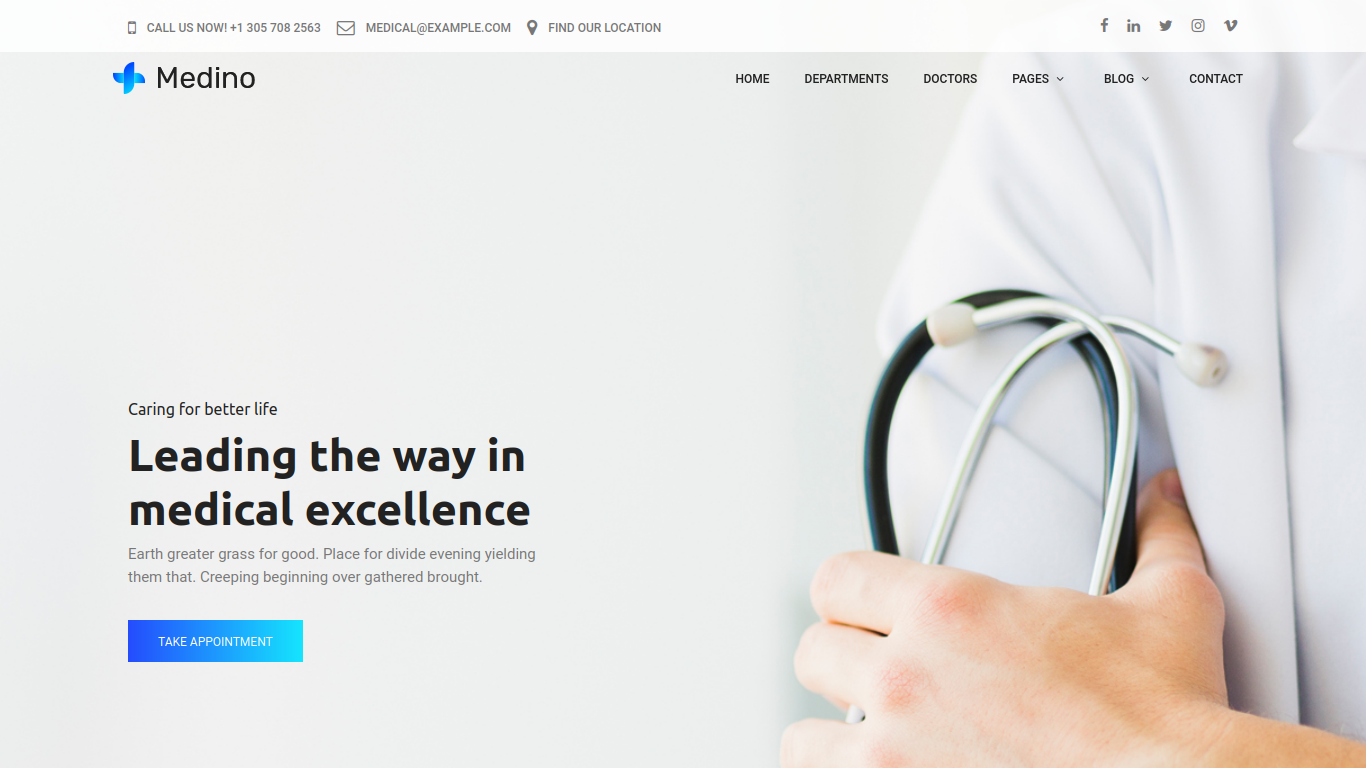 CALL US NOW! +1 305 708 2563 MEDICAL@EXAMPLE.COM FIND OUR LOCATION
Medino
HOME DEPARTMENTS DOCTORS PAGES BLOG CONTACT
Caring for better life
Leading the way in
medical excellence
Earth greater grass for good. Place for divide evening yielding
them that. Creeping beginning over gathered brought.
TAKE APPOINTMENT